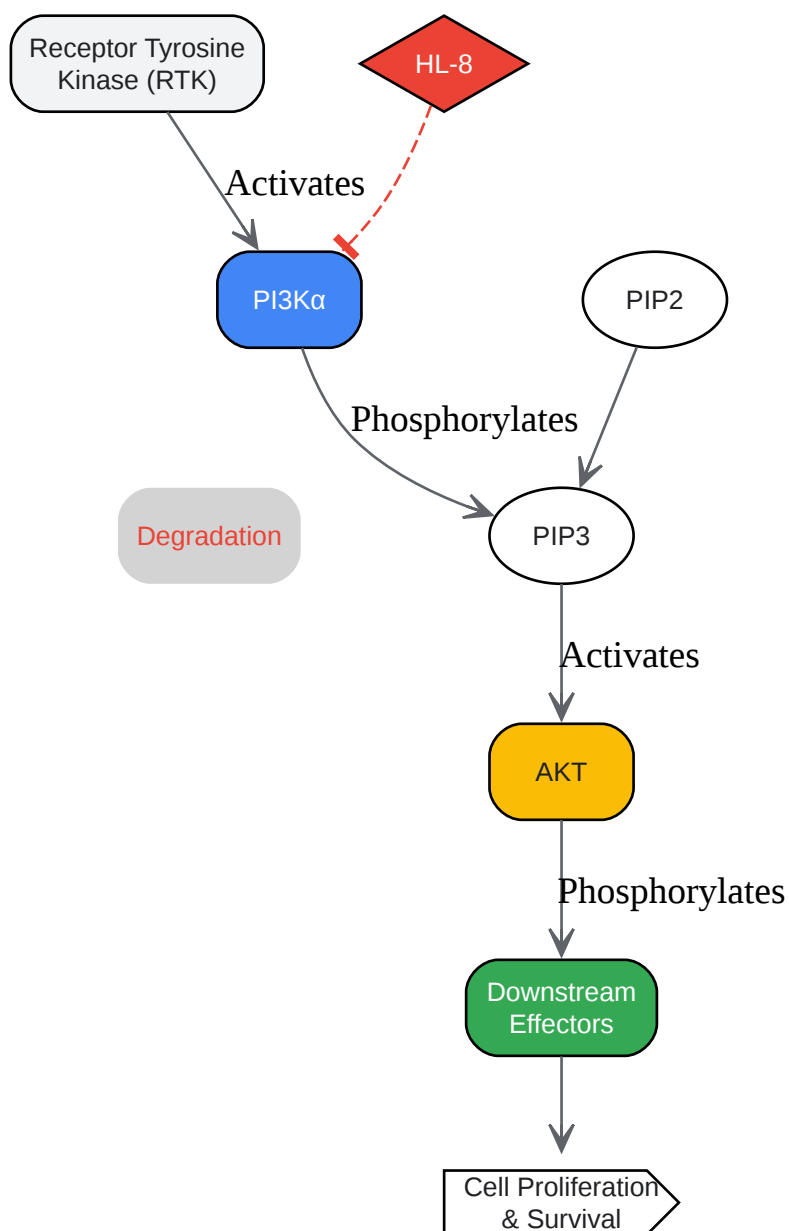 Receptor Tyrosine
Kinase (RTK)
HL-8
Activates
PI3Kα
PIP2
Phosphorylates
Degradation
PIP3
Activates
AKT
Phosphorylates
Downstream
Effectors
Cell Proliferation
& Survival